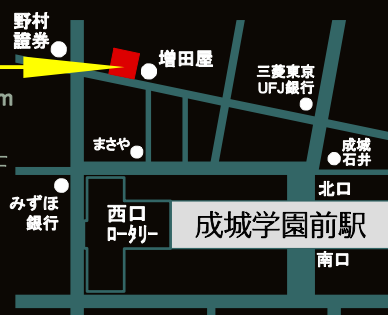 野村
證券
増田屋
三菱東京
UFJ銀行
m
まさや
成城
石井
みずほ
銀行
西口
ロータリー
北口
成城学園前駅
南口